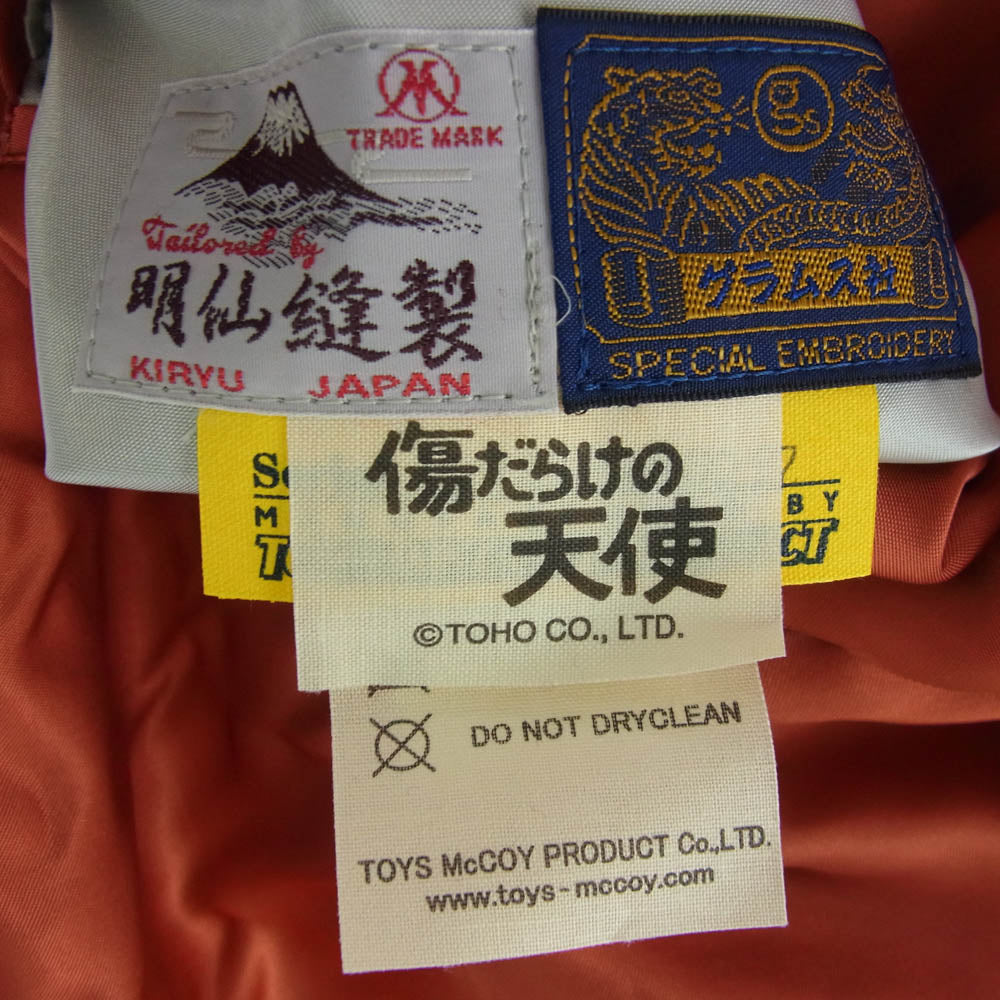 TRADE MARK
Tailored by
明仙縫製
KIRYU JAPAN
g
グラムス社
SPECIAL EMBROIDERY
傷だらけの
天使
©TOHO CO., LTD.
BY
DO NOT DRYCLEAN
TOYS McCOY PRODUCT Co.,LTD.
www.toys-mccoy.com